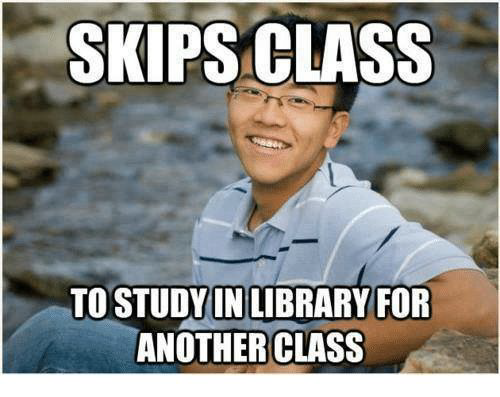 SKIPS CLASS
TO STUDY IN LIBRARY FOR
ANOTHER CLASS